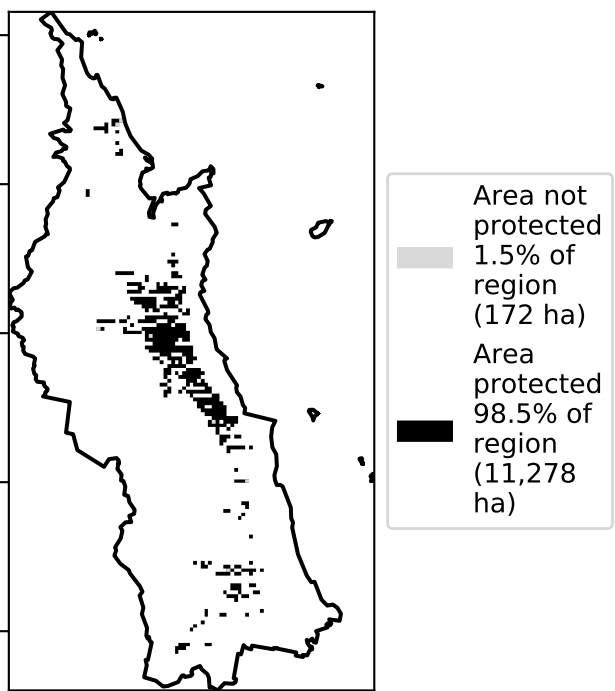 Area not
protected
1.5% of
region
(172 ha)
Area
protected
98.5% of
region
(11,278
ha)